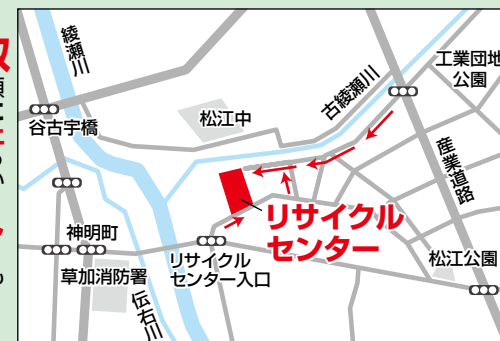 綾瀬川
谷古宇橋
松江中
古綾瀬川
工業団地
公園
産業道路
リサイクル
センター
神明町
草加消防署
伝右川
リサイクル
センター入口
松江公園